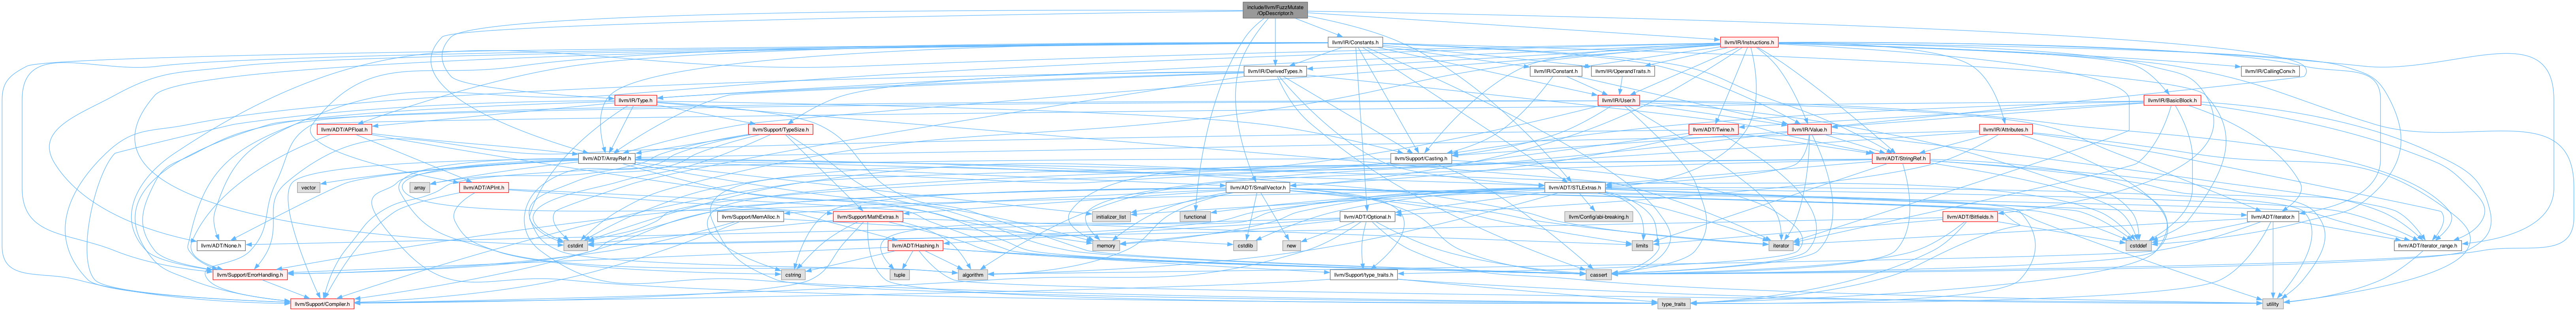 include/llvm/FuzzMutate
/OpDescriptor.h
llvm/IR/Constants.h
llvm/IR/Instructions.h
llvm/IR/DerivedTypes.h
llvm/IR/Constant.h
llvm/IR/OperandTraits.h
llvm/IR/CallingConv.h
llvm/IR/Type.h
llvm/IR/User.h
llvm/IR/BasicBlock.h
llvm/ADT/APFloat.h
llvm/Support/TypeSize.h
llvm/ADT/Twine.h
llvm/IR/Value.h
llvm/IR/Attributes.h
llvm/ADT/ArrayRef.h
llvm/Support/Casting.h
llvm/ADT/StringRef.h
vector
array
llvm/ADT/APInt.h
llvm/ADT/SmallVector.h
llvm/ADT/STLExtras.h
llvm/Support/MemAlloc.h
llvm/Support/MathExtras.h
initializer_list
functional
llvm/ADT/Optional.h
llvm/Config/abi-breaking.h
llvm/ADT/Bitfields.h
llvm/ADT/iterator.h
llvm/ADT/None.h
cstdint
llvm/ADT/Hashing.h
memory
cstdlib
new
limits
iterator
cstddef
llvm/ADT/iterator_range.h
llvm/Support/ErrorHandling.h
cstring
tuple
algorithm
llvm/Support/type_traits.h
cassert
llvm/Support/Compiler.h
type_traits
utility